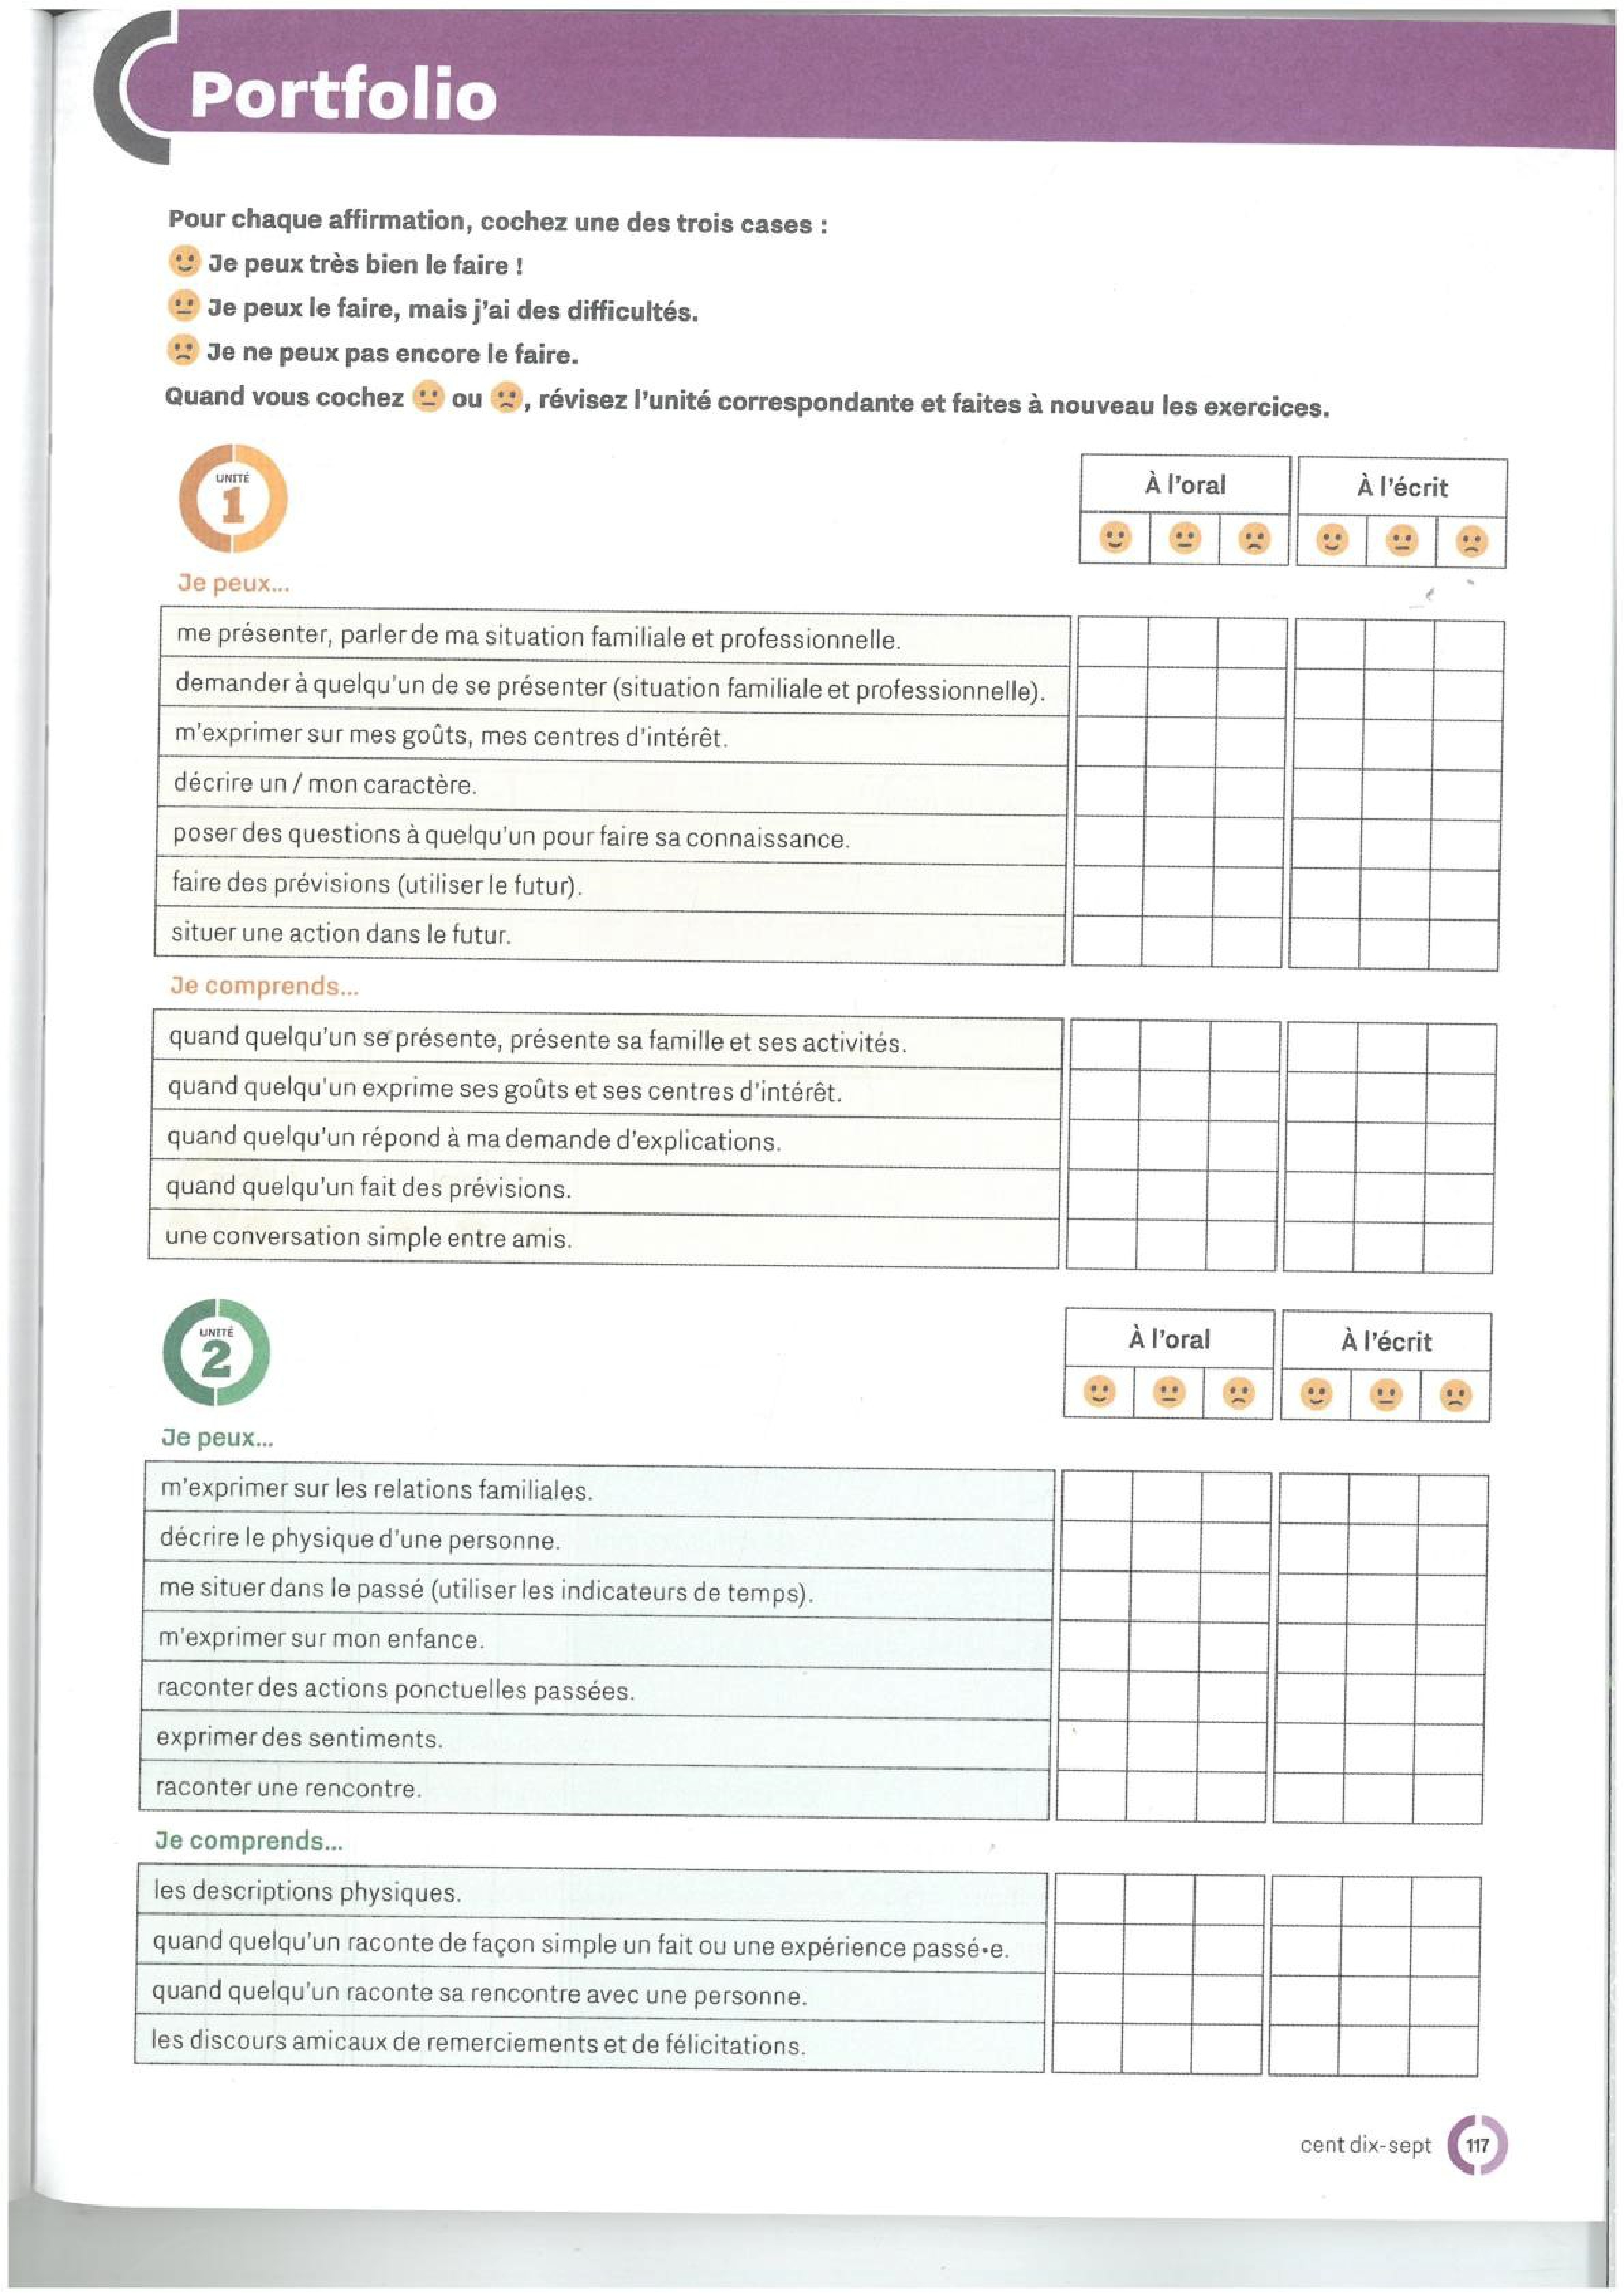 Portfolio
Pour chaque affirmation, cochez une des trois cases :
Je peux très bien le faire !
Je peux le faire, mais j'ai des difficultés.
Je ne peux pas encore le faire.
Quand vous cochez ou , révisez l'unité correspondante et faites à nouveau les exercices.
UNITÉ
1
À l'oral À l'écrit
Je peux...
me présenter, parler de ma situation familiale et professionnelle.
demander à quelqu'un de se présenter (situation familiale et professionnelle).
m'exprimer sur mes goûts, mes centres d'intérêt.
décrire un / mon caractère.
poser des questions à quelqu'un pour faire sa connaissance.
faire des prévisions (utiliser le futur).
situer une action dans le futur.
Je comprends...
quand quelqu'un se présente, présente sa famille et ses activités.
quand quelqu'un exprime ses goûts et ses centres d'intérêt.
quand quelqu'un répond à ma demande d'explications.
quand quelqu'un fait des prévisions.
une conversation simple entre amis.
UNITÉ
2
À l'oral À l'écrit
Je peux...
m'exprimer sur les relations familiales.
décrire le physique d'une personne.
me situer dans le passé (utiliser les indicateurs de temps).
m'exprimer sur mon enfance.
raconter des actions ponctuelles passées.
exprimer des sentiments.
raconter une rencontre.
Je comprends...
les descriptions physiques.
quand quelqu'un raconte de façon simple un fait ou une expérience passé·e.
quand quelqu'un raconte sa rencontre avec une personne.
les discours amicaux de remerciements et de félicitations.
cent dix-sept 117